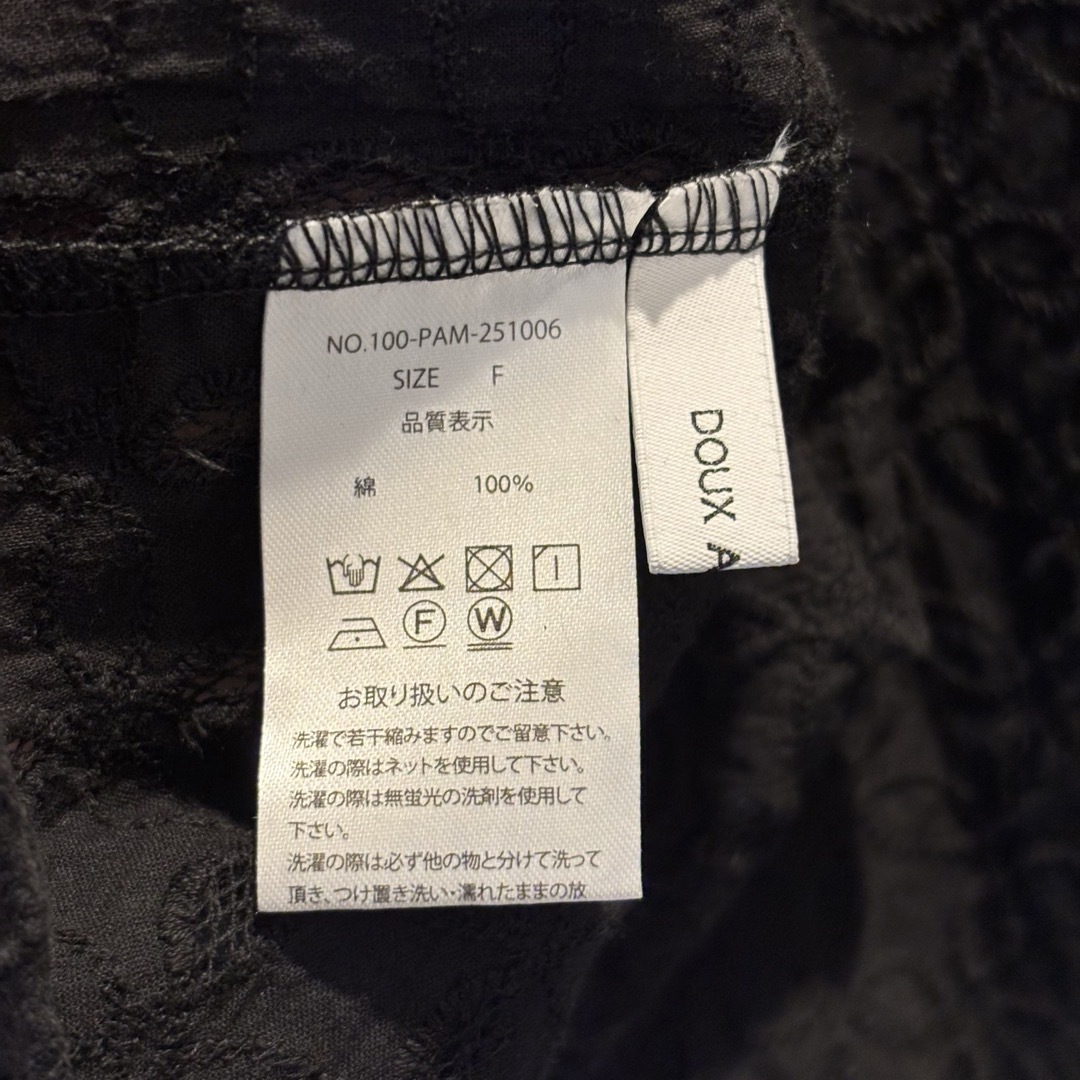 NO.100-PAM-251006
SIZE F
品質表示
綿 100%
F W
お取り扱いのご注意
洗濯で若干縮みますのでご留意下さい。
洗濯の際はネットを使用して下さい。
洗濯の際は無蛍光の洗剤を使用して
下さい。
洗濯の際は必ず他の物と分けて洗って
頂き、つけ置き洗い・濡れたままの放
DOUX A